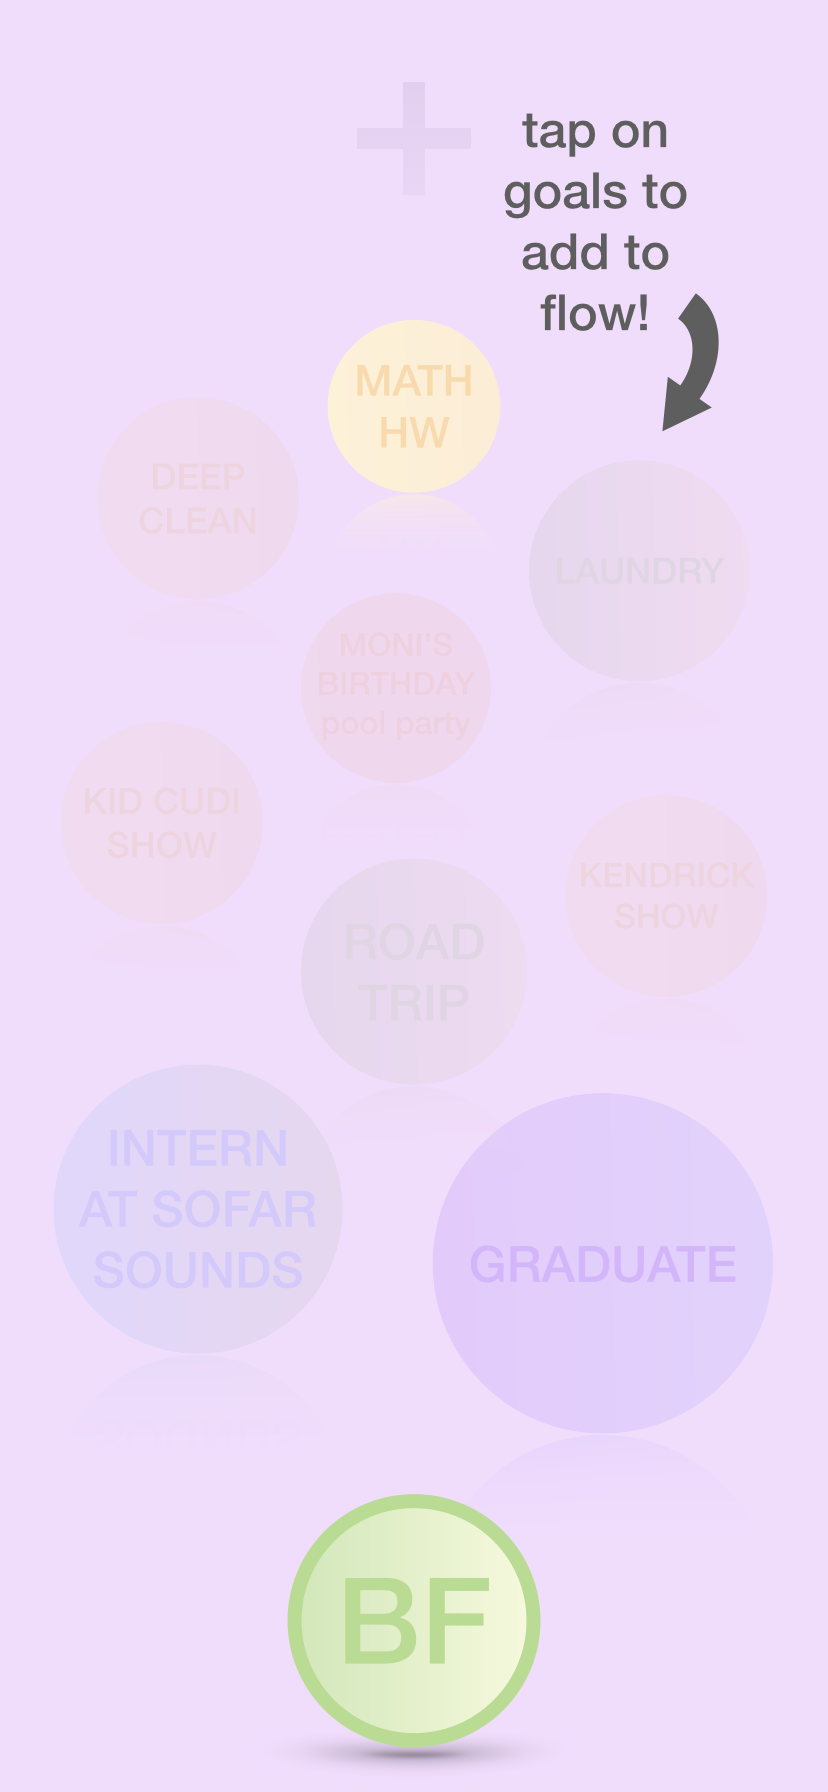 tap on
goals to
add to
flow!
MATH
HW
DEEP
CLEAN
LAUNDRY
MONI'S
BIRTHDAY
pool party
KID CUDI
SHOW
KENDRICK
SHOW
ROAD
TRIP
INTERN
AT SOFAR
SOUNDS
GRADUATE
BF